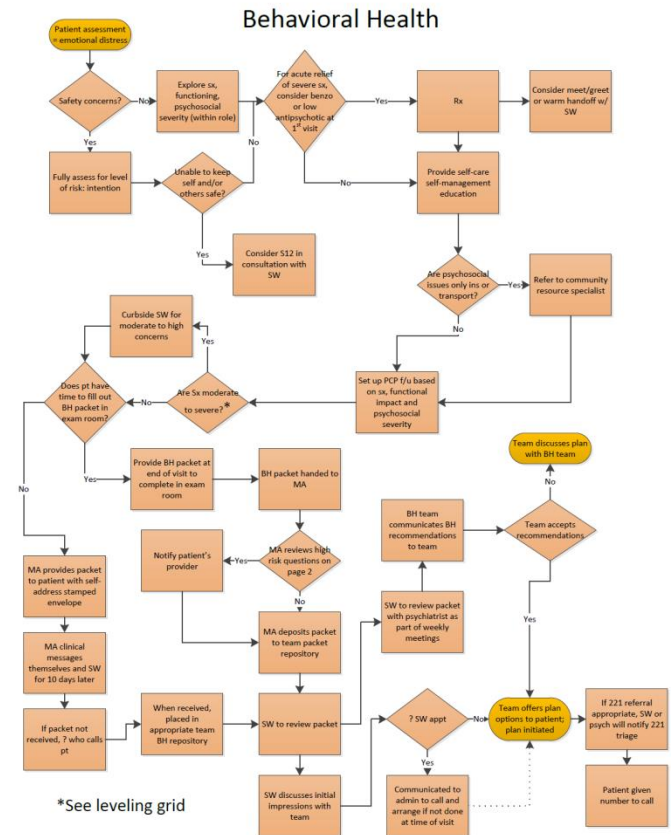 Behavioral Health
Patient assessment
= emotional distress
Safety concerns?
No
Explore sx,
functioning,
psychosocial
severity (within role)
For acute relief
of severe sx,
consider benzo
or low
antipsychotic at
1st visit
Yes
Rx
Consider meet/greet
or warm handoff w/
SW
Yes
No
No
Fully assess for level
of risk: intention
Unable to keep
self and/or
others safe?
Provide self-care
self-management
education
Yes
Consider S12 in
consultation with
SW
Are psychosocial
issues only ins or
transport?
Yes
Refer to community
resource specialist
No
Curbside SW for
moderate to high
concerns
Yes
Does pt have
time to fill out
BH packet in
exam room?
No
Are Sx moderate
to severe?*
Set up PCP f/u based
on sx, functional
impact and
psychosocial
severity
Team discusses plan
with BH team
No
Yes
Provide BH packet at
end of visit to
complete in exam
room
BH packet handed to
MA
No
BH team
communicates BH
recommendations
to team
Team accepts
recommendations
Notify patient's
provider
Yes
MA reviews high
risk questions on
page 2
No
MA provides packet
to patient with self-
address stamped
envelope
SW to review packet
with psychiatrist as
part of weekly
meetings
MA deposits packet
to team packet
repository
Yes
MA clinical
messages
themselves and SW
for 10 days later
If packet not
received, ? who calls
pt
When received,
placed in
appropriate team
BH repository
SW to review packet
? SW appt
No
Team offers plan
options to patient;
plan initiated
If 221 referral
appropriate, SW or
psych will notify 221
triage
Yes
SW discusses initial
impressions with
team
Communicated to
admin to call and
arrange if not done
at time of visit
Patient given
number to call
*See leveling grid